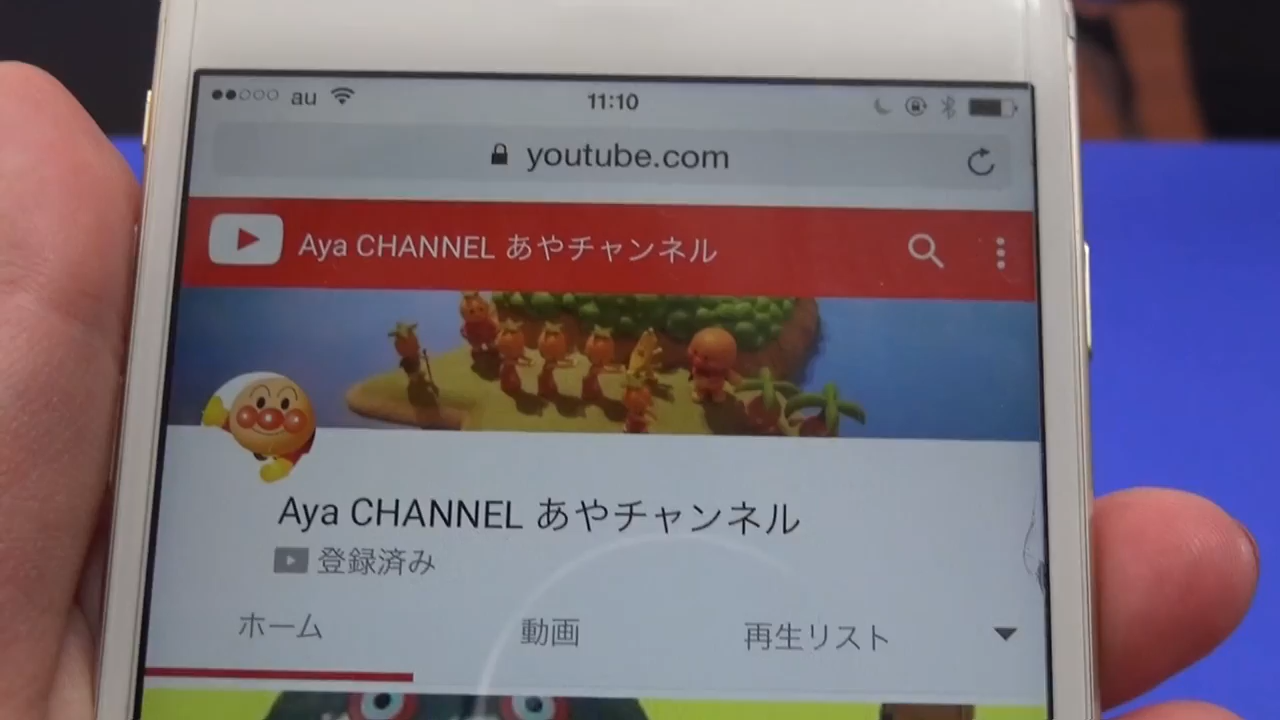 au 11:10
youtube.com
Aya CHANNEL あやチャンネル
Aya CHANNEL あやチャンネル
登録済み
ホーム 動画 再生リスト